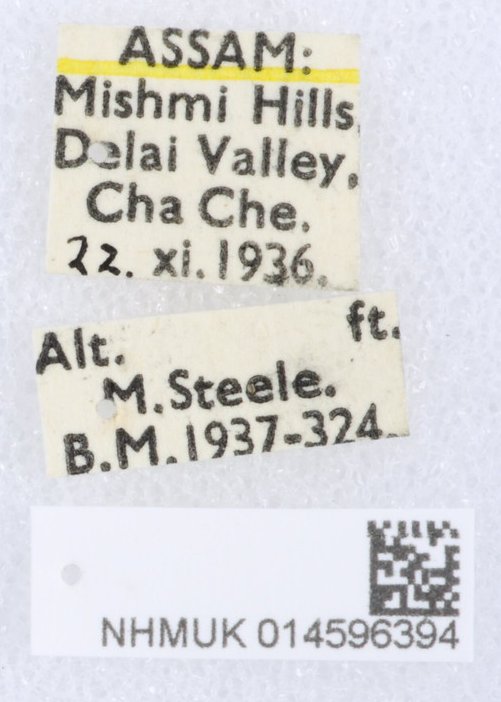 ASSAM:
Mishmi Hills,
Delai Valley,
Cha Che.
22. xi. 1936.
Alt. ft.
M. Steele.
B.M. 1937-324.
NHMUK 014596394